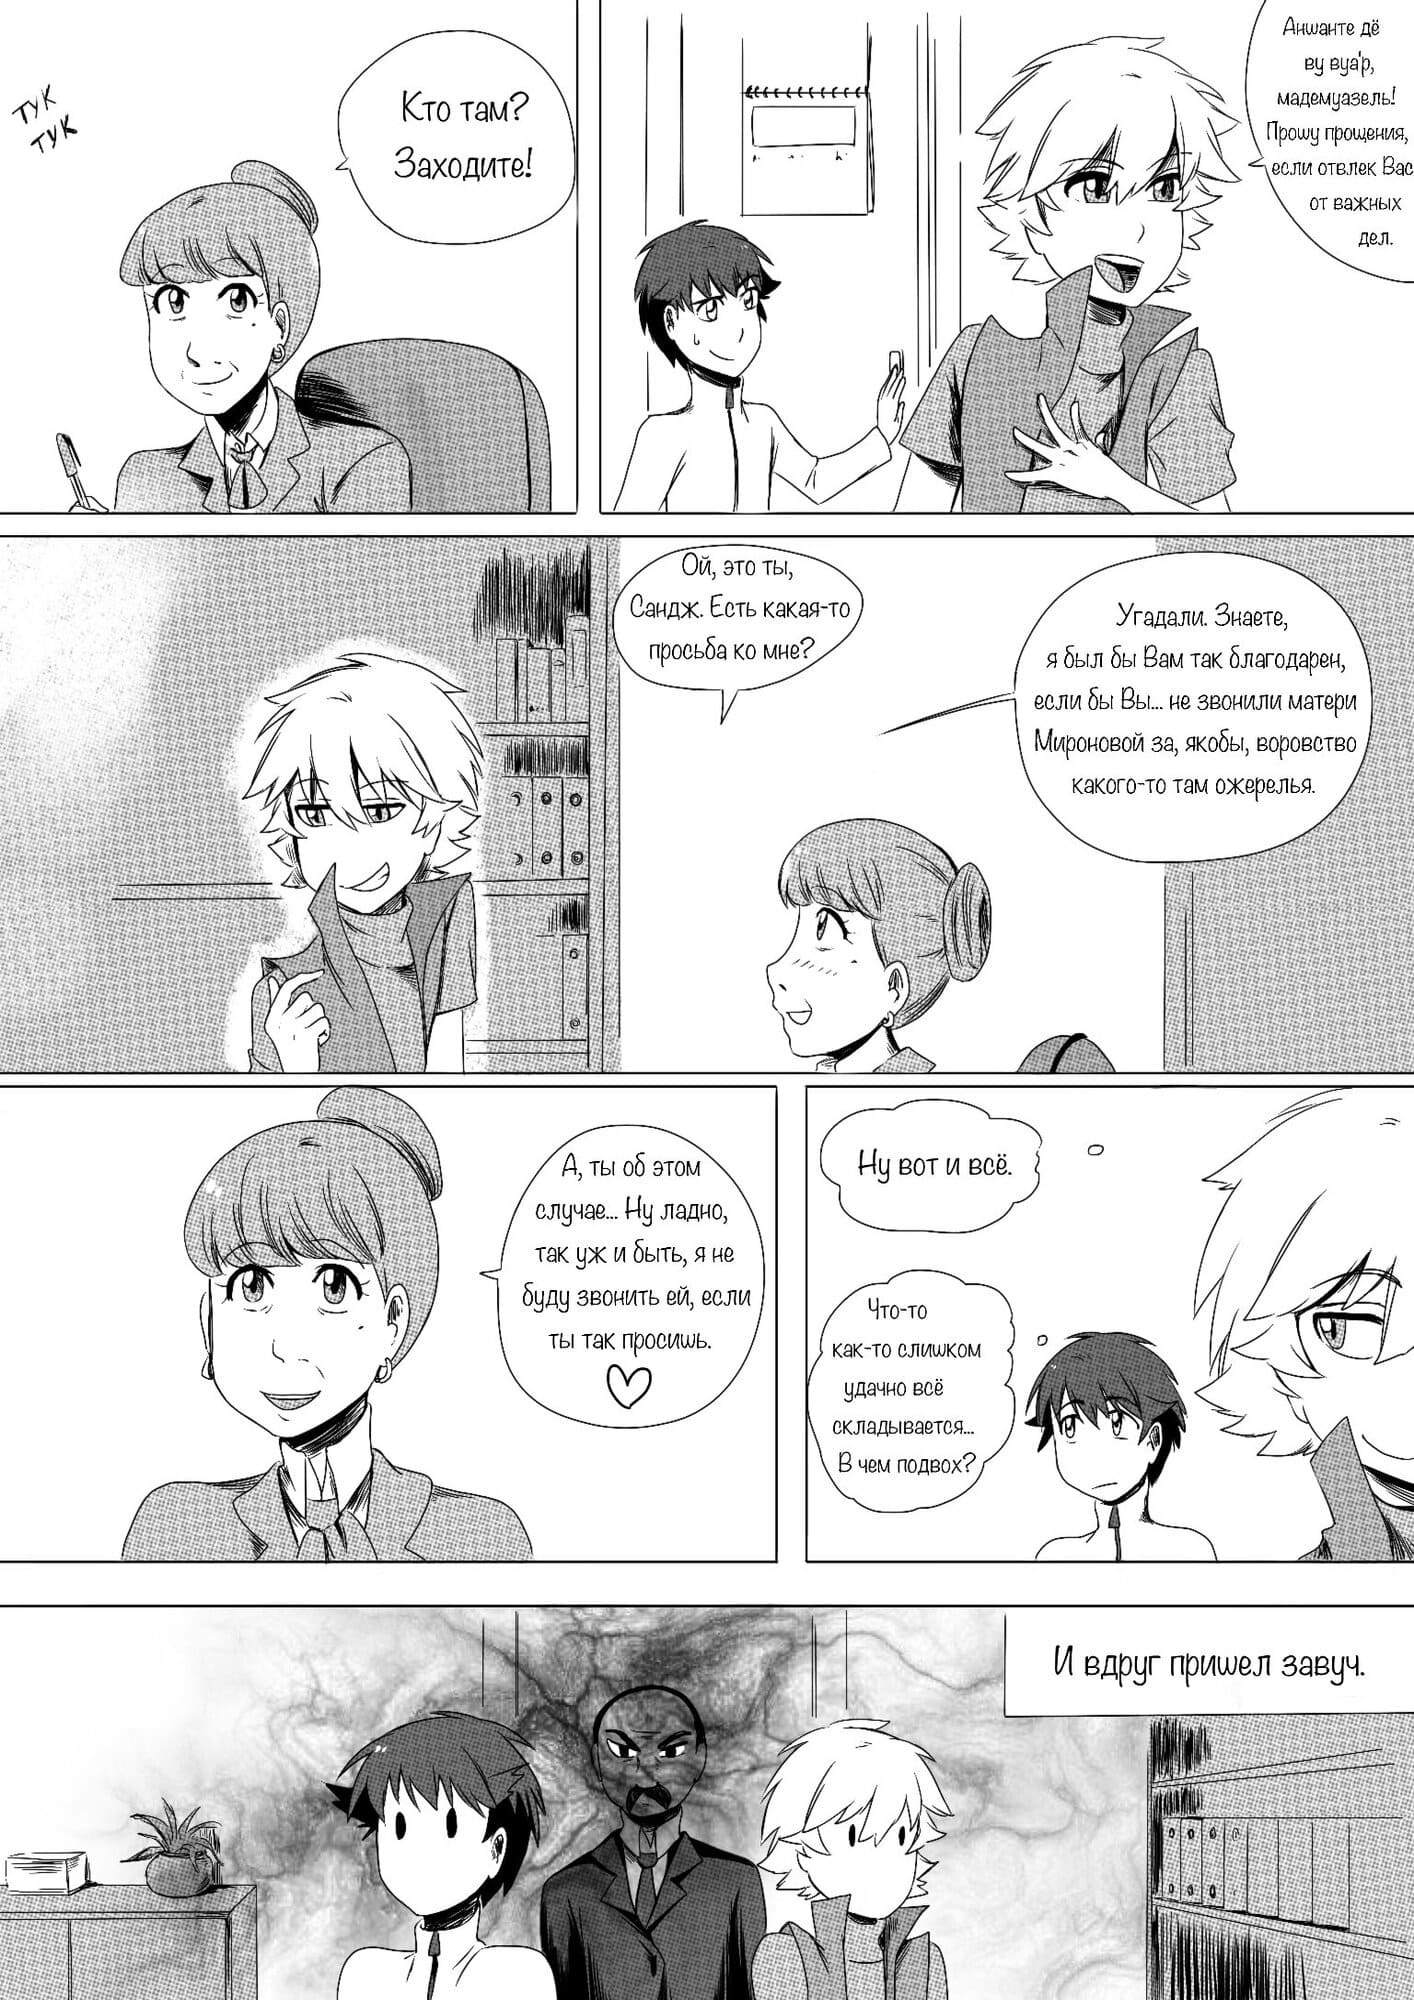 ТУК
ТУК
Кто там?
Заходите!
Аншанте дё
ву вуа'р,
мадемуазель!
Прошу прощения,
если отвлек Вас
от важных
дел.
Ой, это ты,
Сандж. Есть какая-то
просьба ко мне?
Угадали. Знаете,
я был бы Вам так благодарен,
если бы Вы... не звонили матери
Мироновой за, якобы, воровство
какого-то там ожерелья.
А, ты об этом
случае... Ну ладно,
так уж и быть, я не
буду звонить ей, если
ты так просишь.
Ну вот и всё.
Что-то
как-то слишком
удачно всё
складывается...
В чем подвох?
И вдруг пришел завуч.